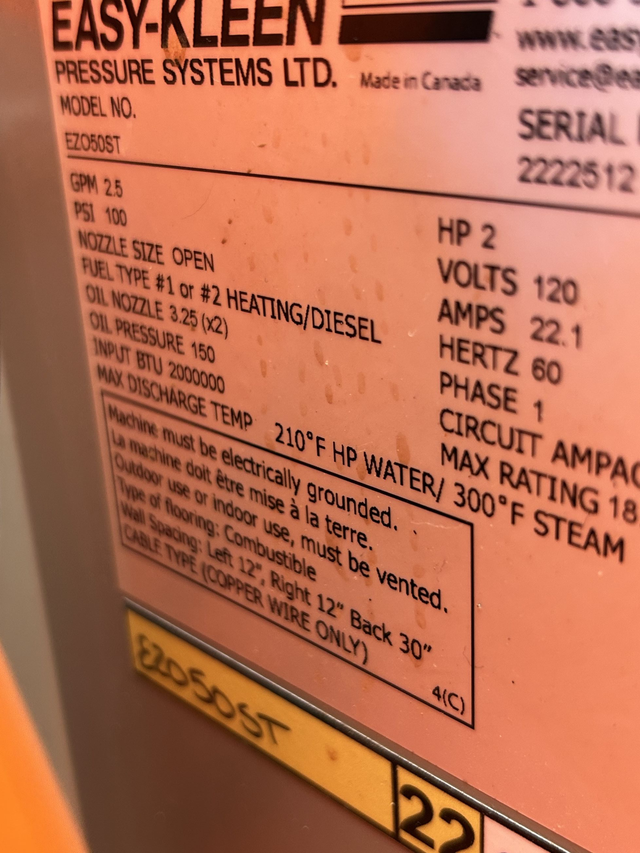 EASY-KLEEN
PRESSURE SYSTEMS LTD. Made in Canada
www.eas
service@ea
MODEL NO.
EZO50ST
SERIAL
2222512
GPM 2.5
PSI 100
NOZZLE SIZE OPEN
FUEL TYPE #1 or #2 HEATING/DIESEL
OIL NOZZLE 3.25 (x2)
OIL PRESSURE 150
INPUT BTU 2000000
MAX DISCHARGE TEMP 210°F HP WATER/ 300°F STEAM
HP 2
VOLTS 120
AMPS 22.1
HERTZ 60
PHASE 1
CIRCUIT AMPAC
MAX RATING 18
Machine must be electrically grounded.
La machine doit être mise à la terre.
Outdoor use or indoor use, must be vented.
Type of flooring: Combustible
Wall Spacing: Left 12", Right 12" Back 30"
CABLE TYPE (COPPER WIRE ONLY)
4(C)
EZO50ST
22